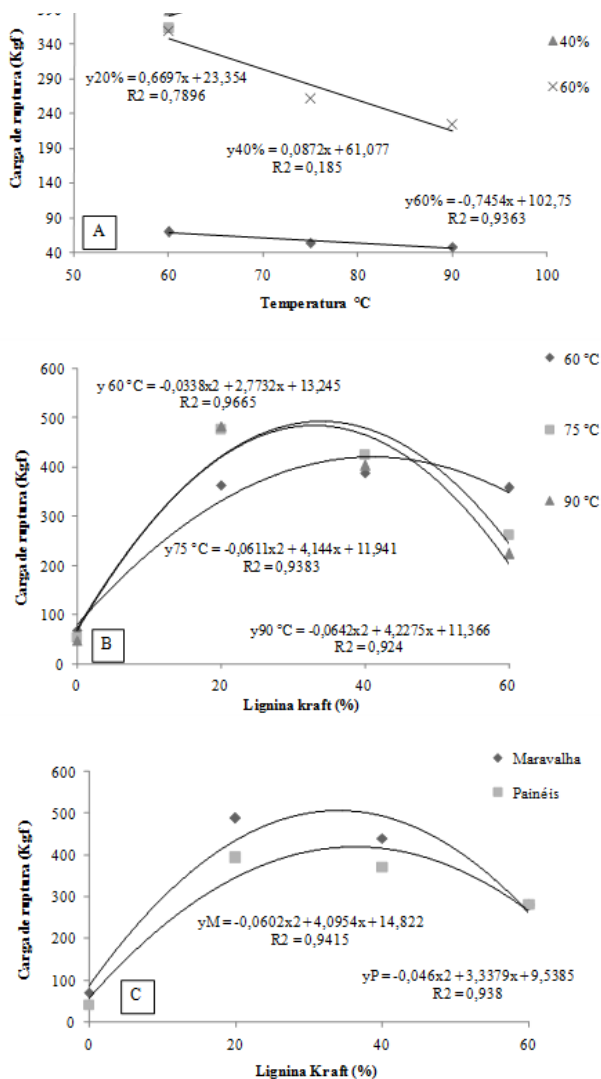 390
340
290
240
190
140
90
40
50
60
70
80
90
100
Carga de ruptura (Kgf)
Temperatura °C
40%
60%
y20% = 0,6697x + 23,354
R2 = 0,7896
y40% = 0,0872x + 61,077
R2 = 0,185
y60% = -0,7454x + 102,75
R2 = 0,9363
A
600
500
400
300
200
100
0
0
20
40
60
Carga de ruptura (Kgf)
Lignina kraft (%)
60 °C
75 °C
90 °C
y 60 °C = -0,0338x2 + 2,7732x + 13,245
R2 = 0,9665
y75 °C = -0,0611x2 + 4,144x + 11,941
R2 = 0,9383
y90 °C = -0,0642x2 + 4,2275x + 11,366
R2 = 0,924
B
600
500
400
300
200
100
0
0
20
40
60
Carga de ruptura (Kgf)
Lignina Kraft (%)
Maravalha
Painéis
yM = -0,0602x2 + 4,0954x + 14,822
R2 = 0,9415
yP = -0,046x2 + 3,3379x + 9,5385
R2 = 0,938
C